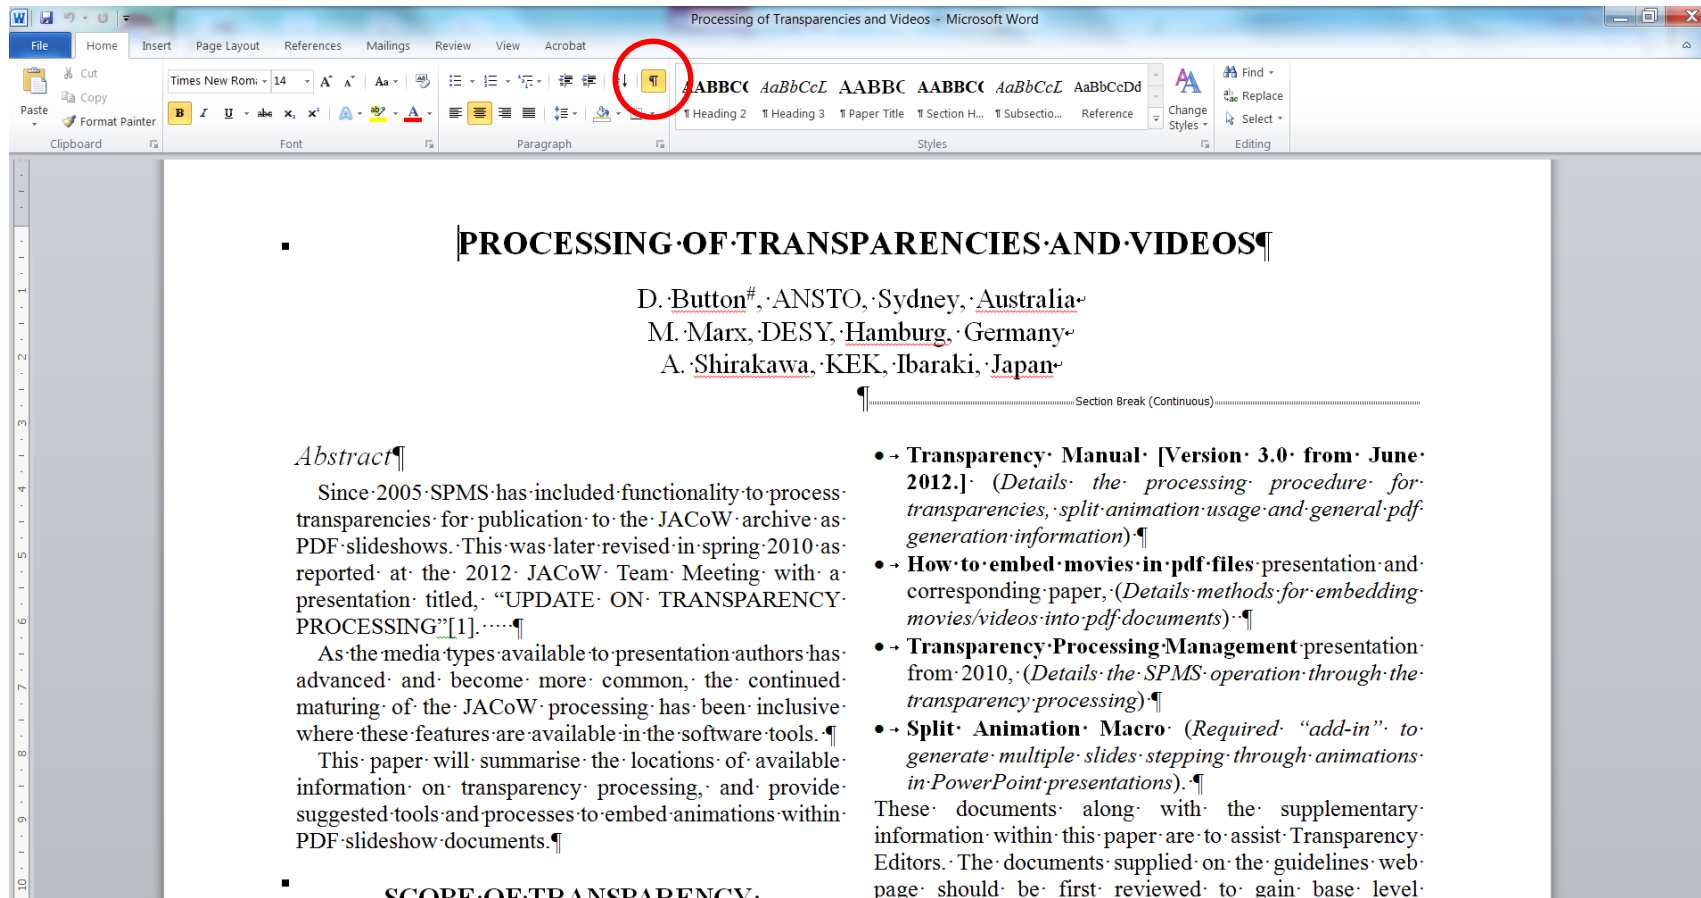 Processing of Transparencies and Videos - Microsoft Word
File Home Insert Page Layout References Mailings Review View Acrobat
Paste
Cut
Copy
Format Painter
Clipboard
Times New Rom 14
Font
Paragraph
AABBCC AaBbCcL AABBC AABBCC AaBbCcL AaBbCcDd
¶ Heading 2 ¶ Heading 3 ¶ Paper Title ¶ Section H... ¶ Subsectio... Reference
Styles
Change
Styles
Find
Replace
Select
Editing
PROCESSING·OF·TRANSPARENCIES·AND·VIDEOS¶
D.·Button#,·ANSTO,·Sydney,·Australia
M.·Marx,·DESY,·Hamburg,·Germany
A.·Shirakawa,·KEK,·Ibaraki,·Japan
¶ Section Break (Continuous)
Abstract¶
Since·2005·SPMS·has·included·functionality·to·process·
transparencies·for·publication·to·the·JACoW·archive·as·
PDF·slideshows.·This·was·later·revised·in·spring·2010·as·
reported·at·the·2012·JACoW·Team·Meeting·with·a·
presentation·titled,·“UPDATE·ON·TRANSPARENCY·
PROCESSING”[1].·····¶
As·the·media·types·available·to·presentation·authors·has·
advanced·and·become·more·common,·the·continued·
maturing·of·the·JACoW·processing·has·been·inclusive·
where·these·features·are·available·in·the·software·tools.·¶
This·paper·will·summarise·the·locations·of·available·
information·on·transparency·processing,·and·provide·
suggested·tools·and·processes·to·embed·animations·within·
PDF·slideshow·documents.¶
SCOPE·OF·TRANSPARENCY·
Transparency·Manual·[Version·3.0·from·June·
2012.]·(Details·the·processing·procedure·for·
transparencies,·split·animation·usage·and·general·pdf·
generation·information)·¶
How·to·embed·movies·in·pdf·files·presentation·and·
corresponding·paper,·(Details·methods·for·embedding·
movies/videos·into·pdf·documents)··¶
Transparency·Processing·Management·presentation·
from·2010,·(Details·the·SPMS·operation·through·the·
transparency·processing)·¶
Split·Animation·Macro·(Required·“add-in”·to·
generate·multiple·slides·stepping·through·animations·
in·PowerPoint·presentations).·¶
These·documents·along·with·the·supplementary·
information·within·this·paper·are·to·assist·Transparency·
Editors.·The·documents·supplied·on·the·guidelines·web·
page·should·be·first·reviewed·to·gain·base·level·